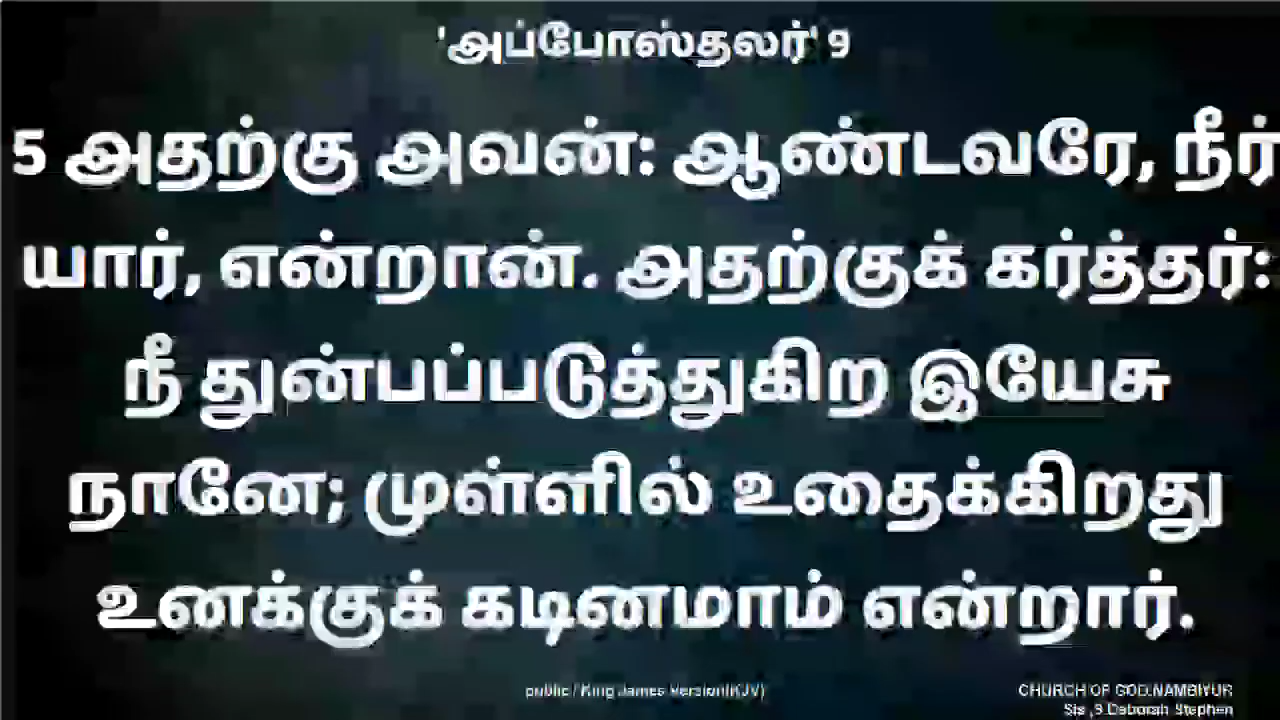 'அப்போஸ்தலர்' 9
5 அதற்கு அவன்: ஆண்டவரே, நீர்
யார், என்றான். அதற்குக் கர்த்தர்:
நீ துன்பப்படுத்துகிற இயேசு
நானே; முள்ளில் உதைக்கிறது
உனக்குக் கடினமாம் என்றார்.
public / King James Version(KJV)
CHURCH OF GOD,NAMBIYUR
Sis ,9 Deborah Stephen